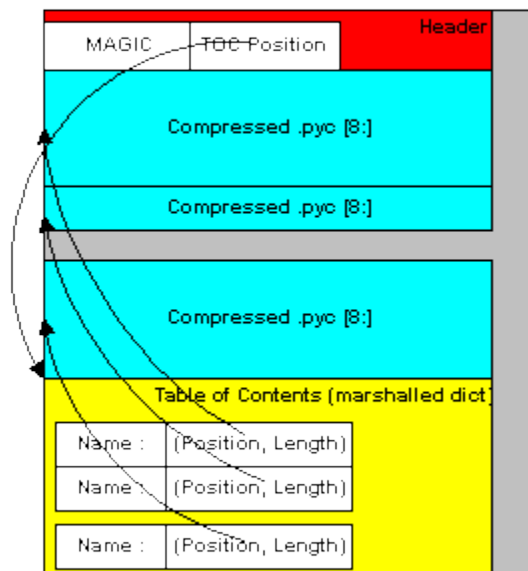 Header
MAGIC TOC Position
Compressed .pyc [8:]
Compressed .pyc [8:]
Compressed .pyc [8:]
Table of Contents (marshalled dict)
Name : (Position, Length)
Name : (Position, Length)
Name : (Position, Length)